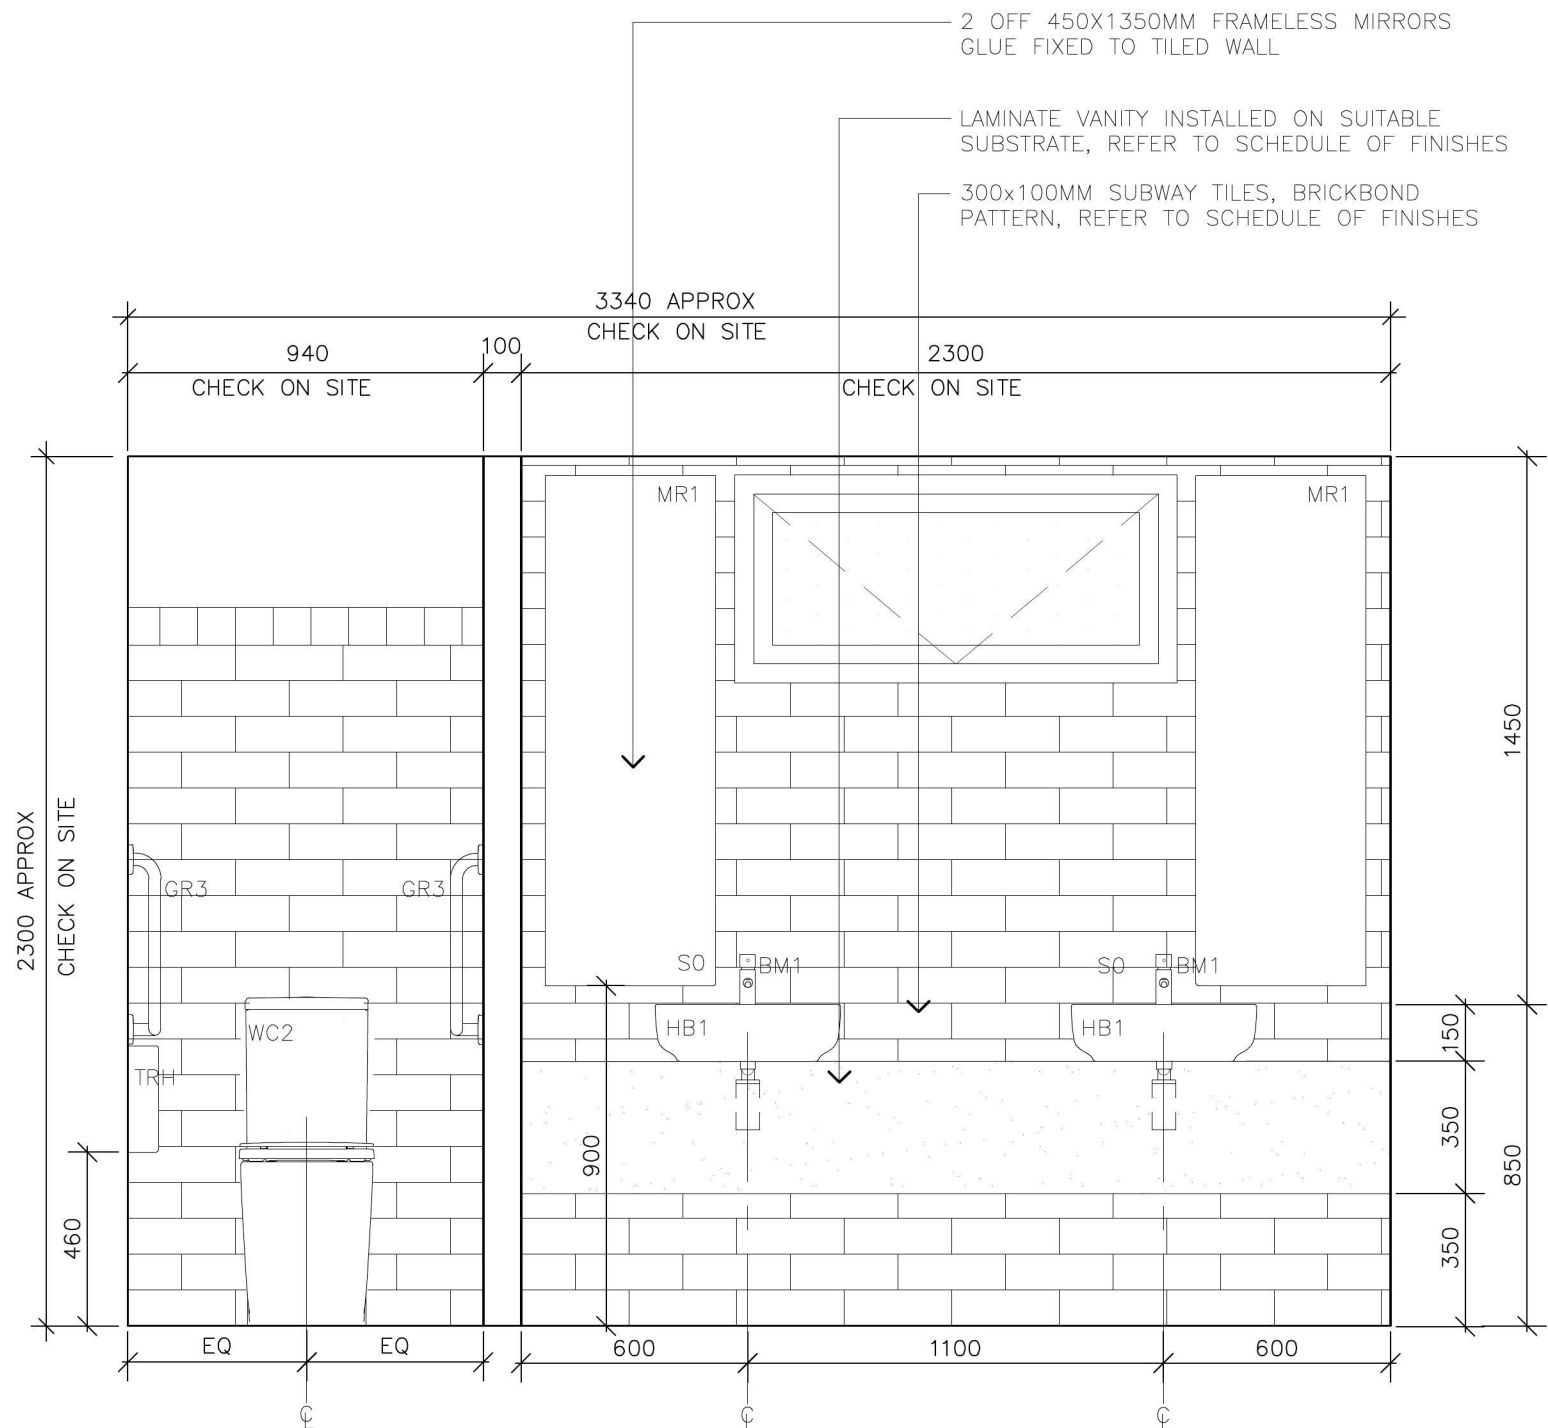 2 OFF 450X1350MM FRAMELESS MIRRORS
GLUE FIXED TO TILED WALL
LAMINATE VANITY INSTALLED ON SUITABLE
SUBSTRATE, REFER TO SCHEDULE OF FINISHES
300x100MM SUBWAY TILES, BRICKBOND
PATTERN, REFER TO SCHEDULE OF FINISHES
3340 APPROX
CHECK ON SITE
940
100
2300
CHECK ON SITE
CHECK ON SITE
MR1
MR1
1450
2300 APPROX
CHECK ON SITE
GR3
GR3
S0
BM1
S0
BM1
WC2
HB1
HB1
150
TRH
350
900
850
460
350
EQ
EQ
600
1100
600
℄
℄
℄